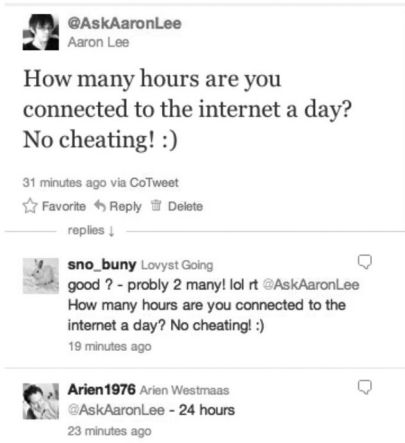 @AskAaronLee
Aaron Lee
How many hours are you
connected to the internet a day?
No cheating! :)
31 minutes ago via CoTweet
Favorite Reply Delete
replies ↓
sno_buny Lovyst Going
good ? - probly 2 many! lol rt @AskAaronLee
How many hours are you connected to the
internet a day? No cheating! :)
19 minutes ago
Arien1976 Arien Westmaas
@AskAaronLee - 24 hours
23 minutes ago